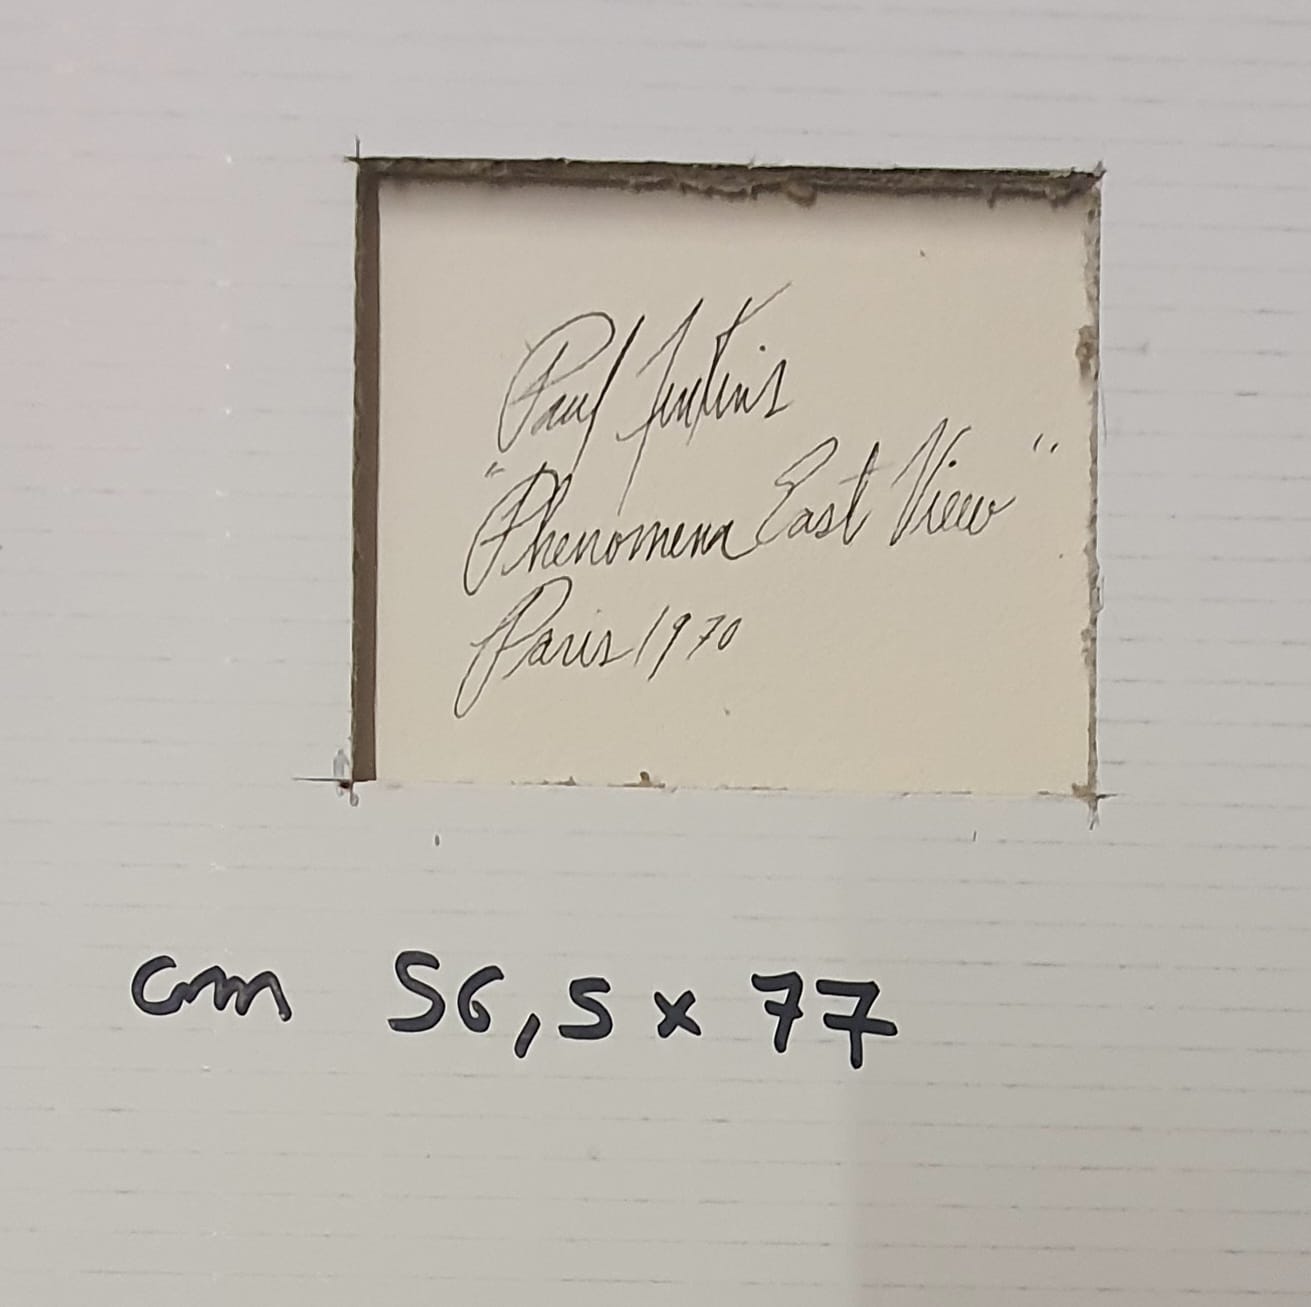 Paul Jenkins
"Phenomena East View"
Paris 1970
cm 56,5 x 77